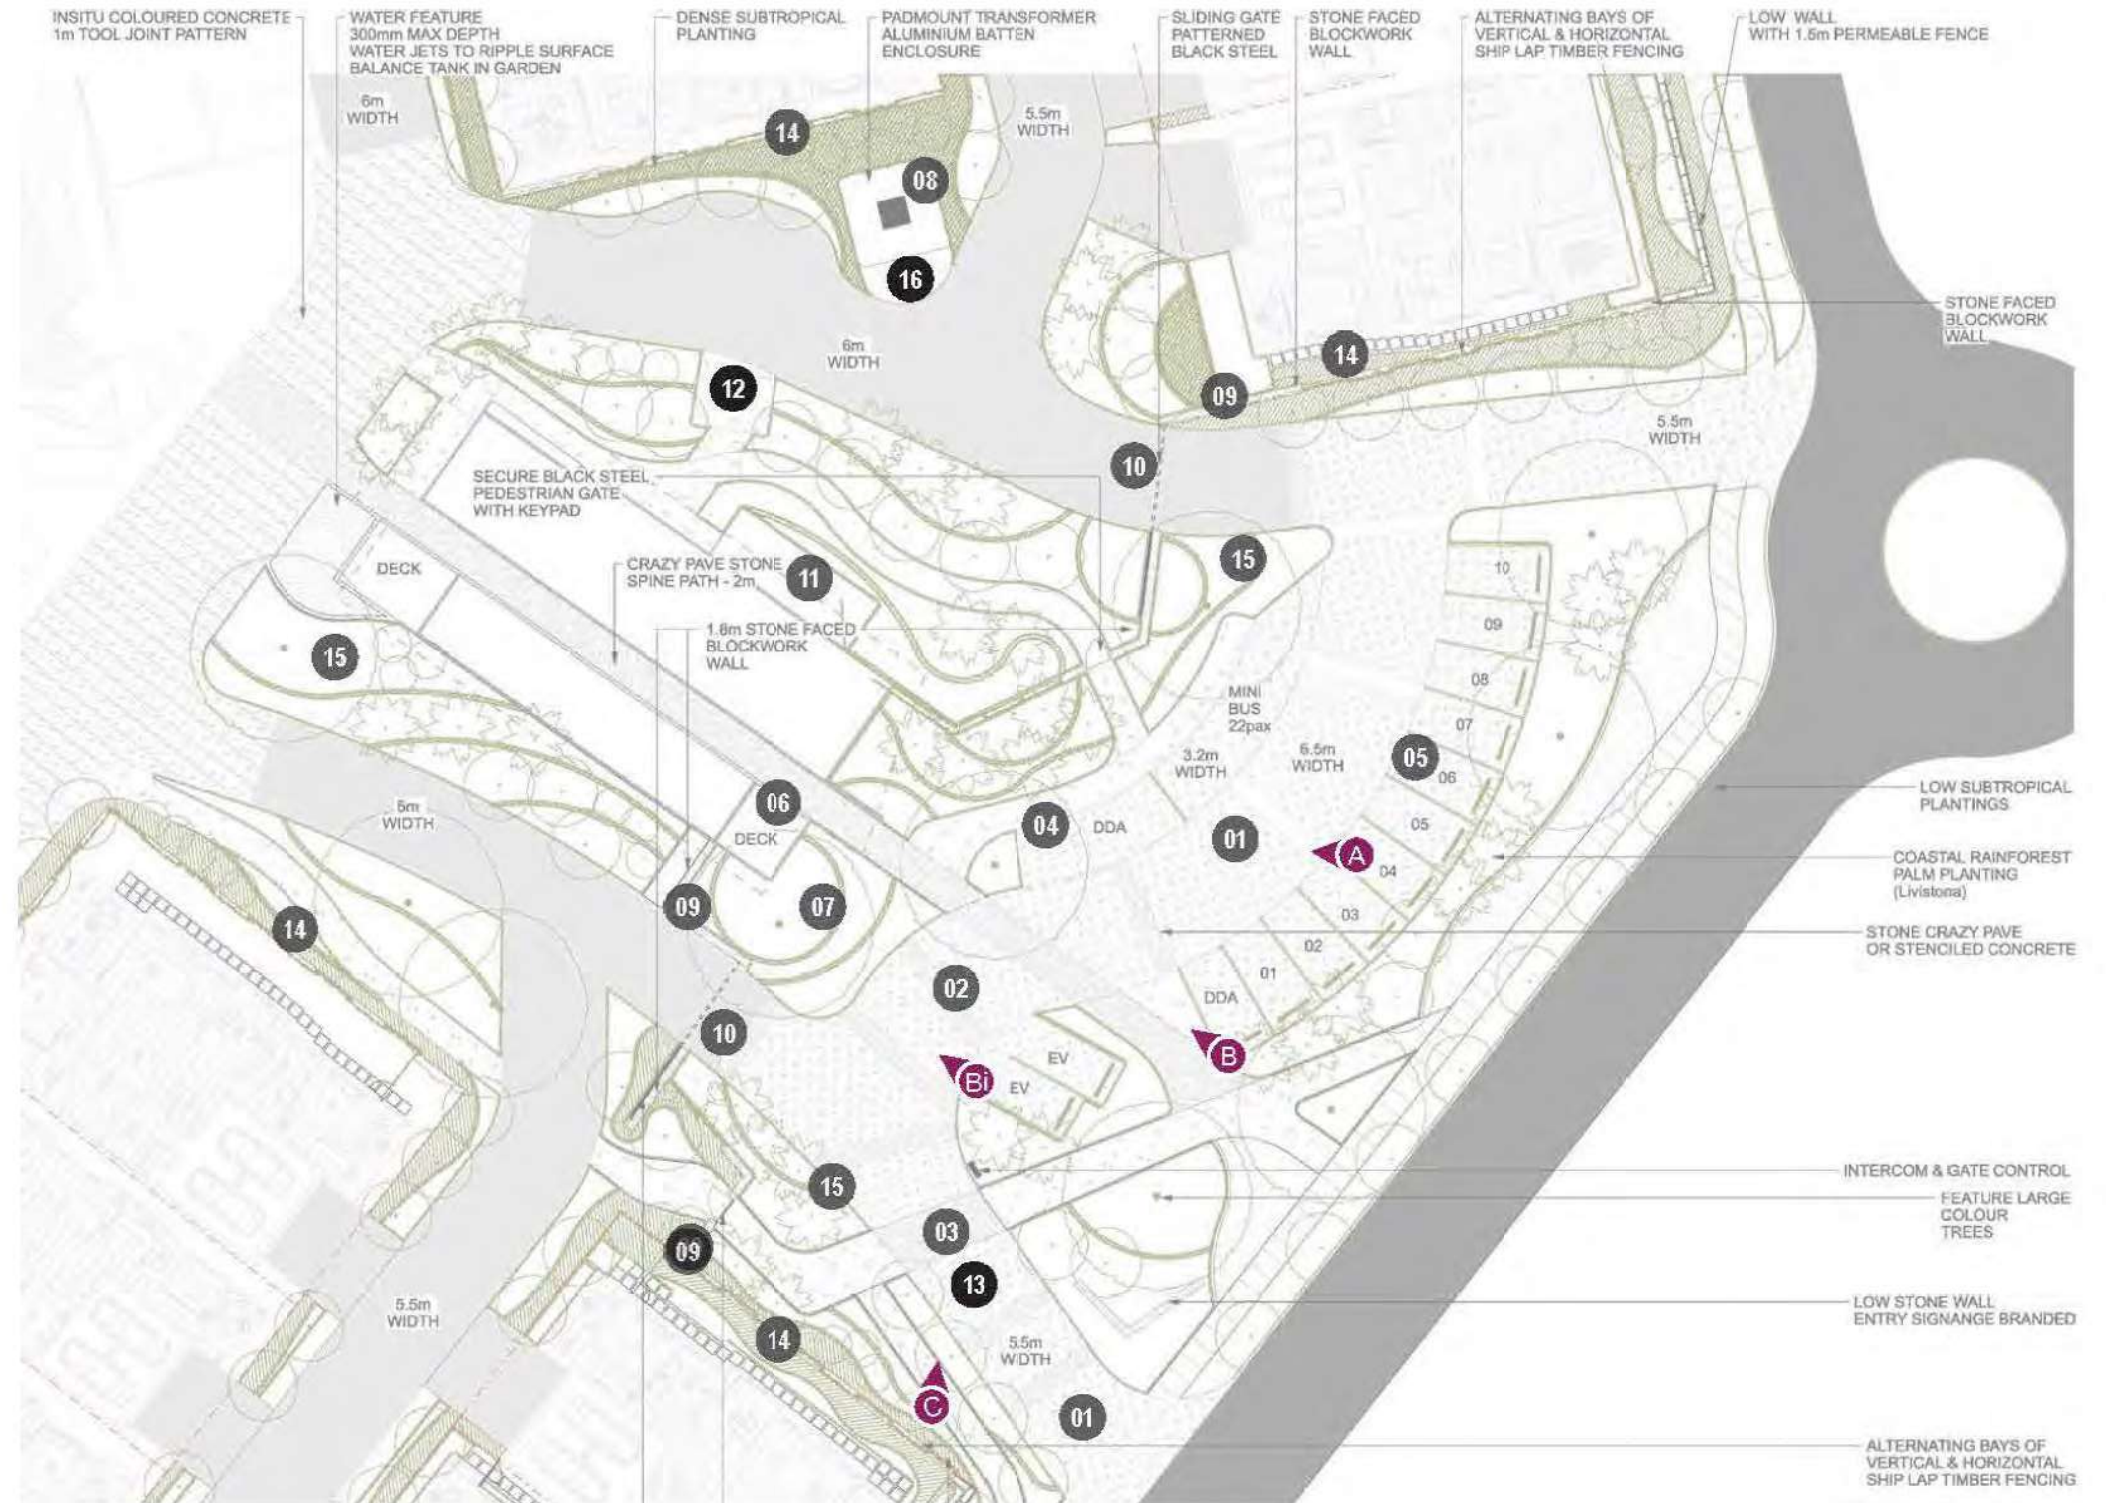 INSITU COLOURED CONCRETE
1m TOOL JOINT PATTERN
WATER FEATURE
300mm MAX DEPTH
WATER JETS TO RIPPLE SURFACE
BALANCE TANK IN GARDEN
DENSE SUBTROPICAL
PLANTING
PADMOUNT TRANSFORMER
ALUMINIUM BATTEN
ENCLOSURE
SLIDING GATE
PATTERNED
BLACK STEEL
STONE FACED
BLOCKWORK
WALL
ALTERNATING BAYS OF
VERTICAL & HORIZONTAL
SHIP LAP TIMBER FENCING
LOW WALL
WITH 1.5m PERMEABLE FENCE
6m
WIDTH
5.5m
WIDTH
14
08
16
STONE FACED
BLOCKWORK
WALL
6m
WIDTH
14
12
09
5.5m
WIDTH
10
SECURE BLACK STEEL
PEDESTRIAN GATE
WITH KEYPAD
DECK
CRAZY PAVE STONE
SPINE PATH - 2m
11
15
10
09
1.8m STONE FACED
BLOCKWORK
WALL
15
08
MINI
BUS
22pax
07
3.2m
WIDTH
6.5m
WIDTH
05
06
LOW SUBTROPICAL
PLANTINGS
5m
WIDTH
06
DECK
04
DDA
01
05
A
04
COASTAL RAINFOREST
PALM PLANTING
(Livistona)
09
07
03
14
STONE CRAZY PAVE
OR STENCILED CONCRETE
02
01
02
DDA
10
B
EV
Bi
EV
INTERCOM & GATE CONTROL
15
FEATURE LARGE
COLOUR
TREES
03
09
13
LOW STONE WALL
ENTRY SIGNANGE BRANDED
5.5m
WIDTH
14
5.5m
WIDTH
C
01
ALTERNATING BAYS OF
VERTICAL & HORIZONTAL
SHIP LAP TIMBER FENCING